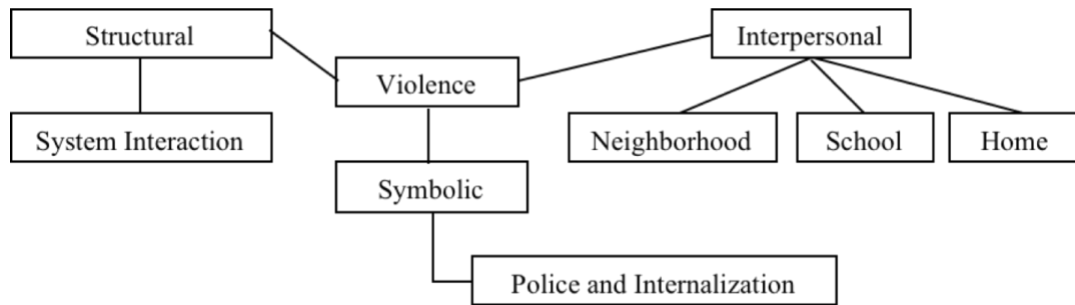 Structural
Interpersonal
Violence
System Interaction
Neighborhood
School
Home
Symbolic
Police and Internalization